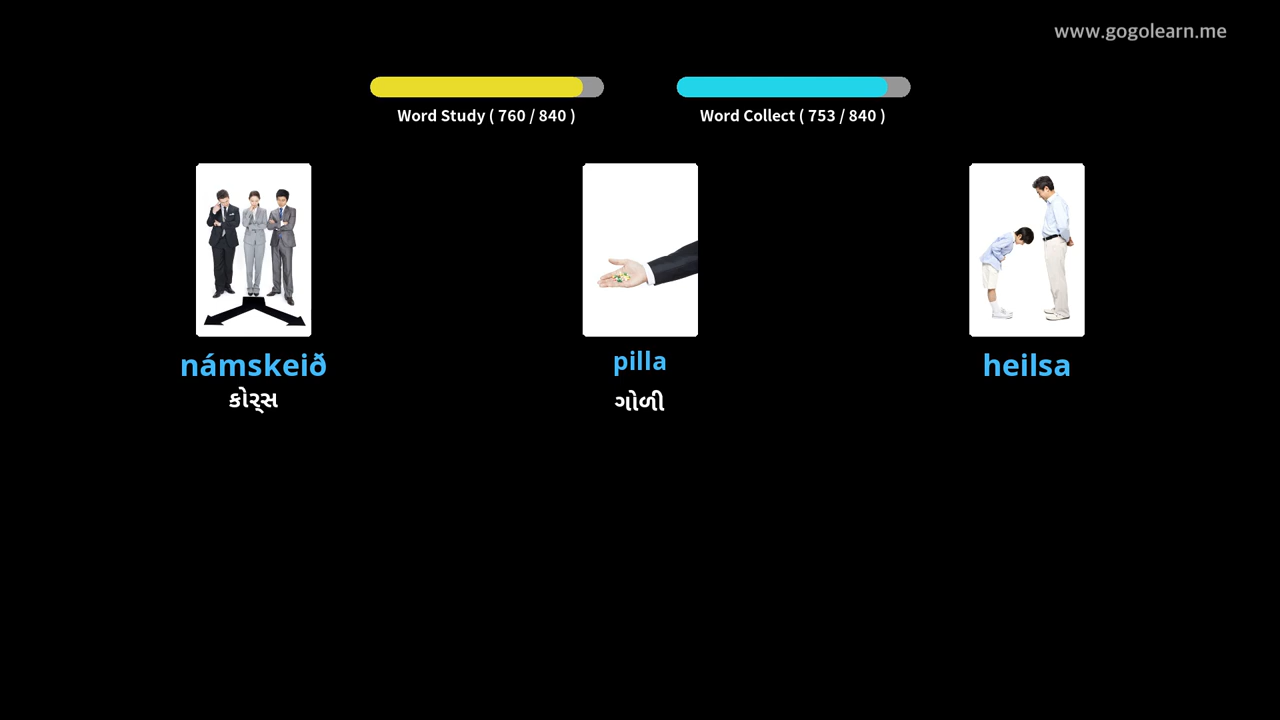 www.gogolearn.me
Word Study ( 760 / 840 )
Word Collect ( 753 / 840 )
námskeið
કોર્સ
pilla
ગોળી
heilsa